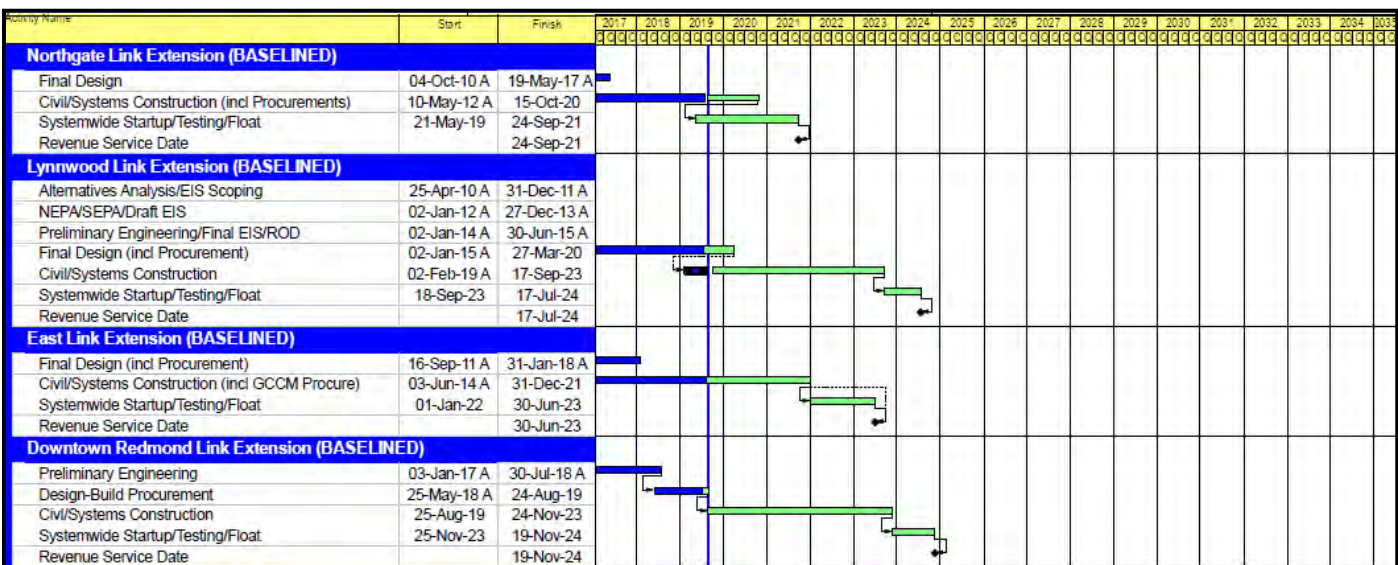 Activity Name Start Finish 2017 2018 2019 2020 2021 2022 2023 2024 2025 2026 2027 2028 2029 2030 2031 2032 2033 2034
Northgate Link Extension (BASELINED)
Final Design 04-Oct-10 A 19-May-17 A
Civil/Systems Construction (incl Procurements) 10-May-12 A 15-Oct-20
Systemwide Startup/Testing/Float 21-May-19 24-Sep-21
Revenue Service Date 24-Sep-21
Lynnwood Link Extension (BASELINED)
Alternatives Analysis/EIS Scoping 25-Apr-10 A 31-Dec-11 A
NEPA/SEPA/Draft EIS 02-Jan-12 A 27-Dec-13 A
Preliminary Engineering/Final EIS/ROD 02-Jan-14 A 30-Jun-15 A
Final Design (incl Procurement) 02-Jan-15 A 27-Mar-20
Civil/Systems Construction 02-Feb-19 A 17-Sep-23
Systemwide Startup/Testing/Float 18-Sep-23 17-Jul-24
Revenue Service Date 17-Jul-24
East Link Extension (BASELINED)
Final Design (incl Procurement) 16-Sep-11 A 31-Jan-18 A
Civil/Systems Construction (incl GCCM Procure) 03-Jun-14 A 31-Dec-21
Systemwide Startup/Testing/Float 01-Jan-22 30-Jun-23
Revenue Service Date 30-Jun-23
Downtown Redmond Link Extension (BASELINED)
Preliminary Engineering 03-Jan-17 A 30-Jul-18 A
Design-Build Procurement 25-May-18 A 24-Aug-19
Civl/Systems Construction 25-Aug-19 24-Nov-23
Systemwide Startup/Testing/Float 25-Nov-23 19-Nov-24
Revenue Service Date 19-Nov-24